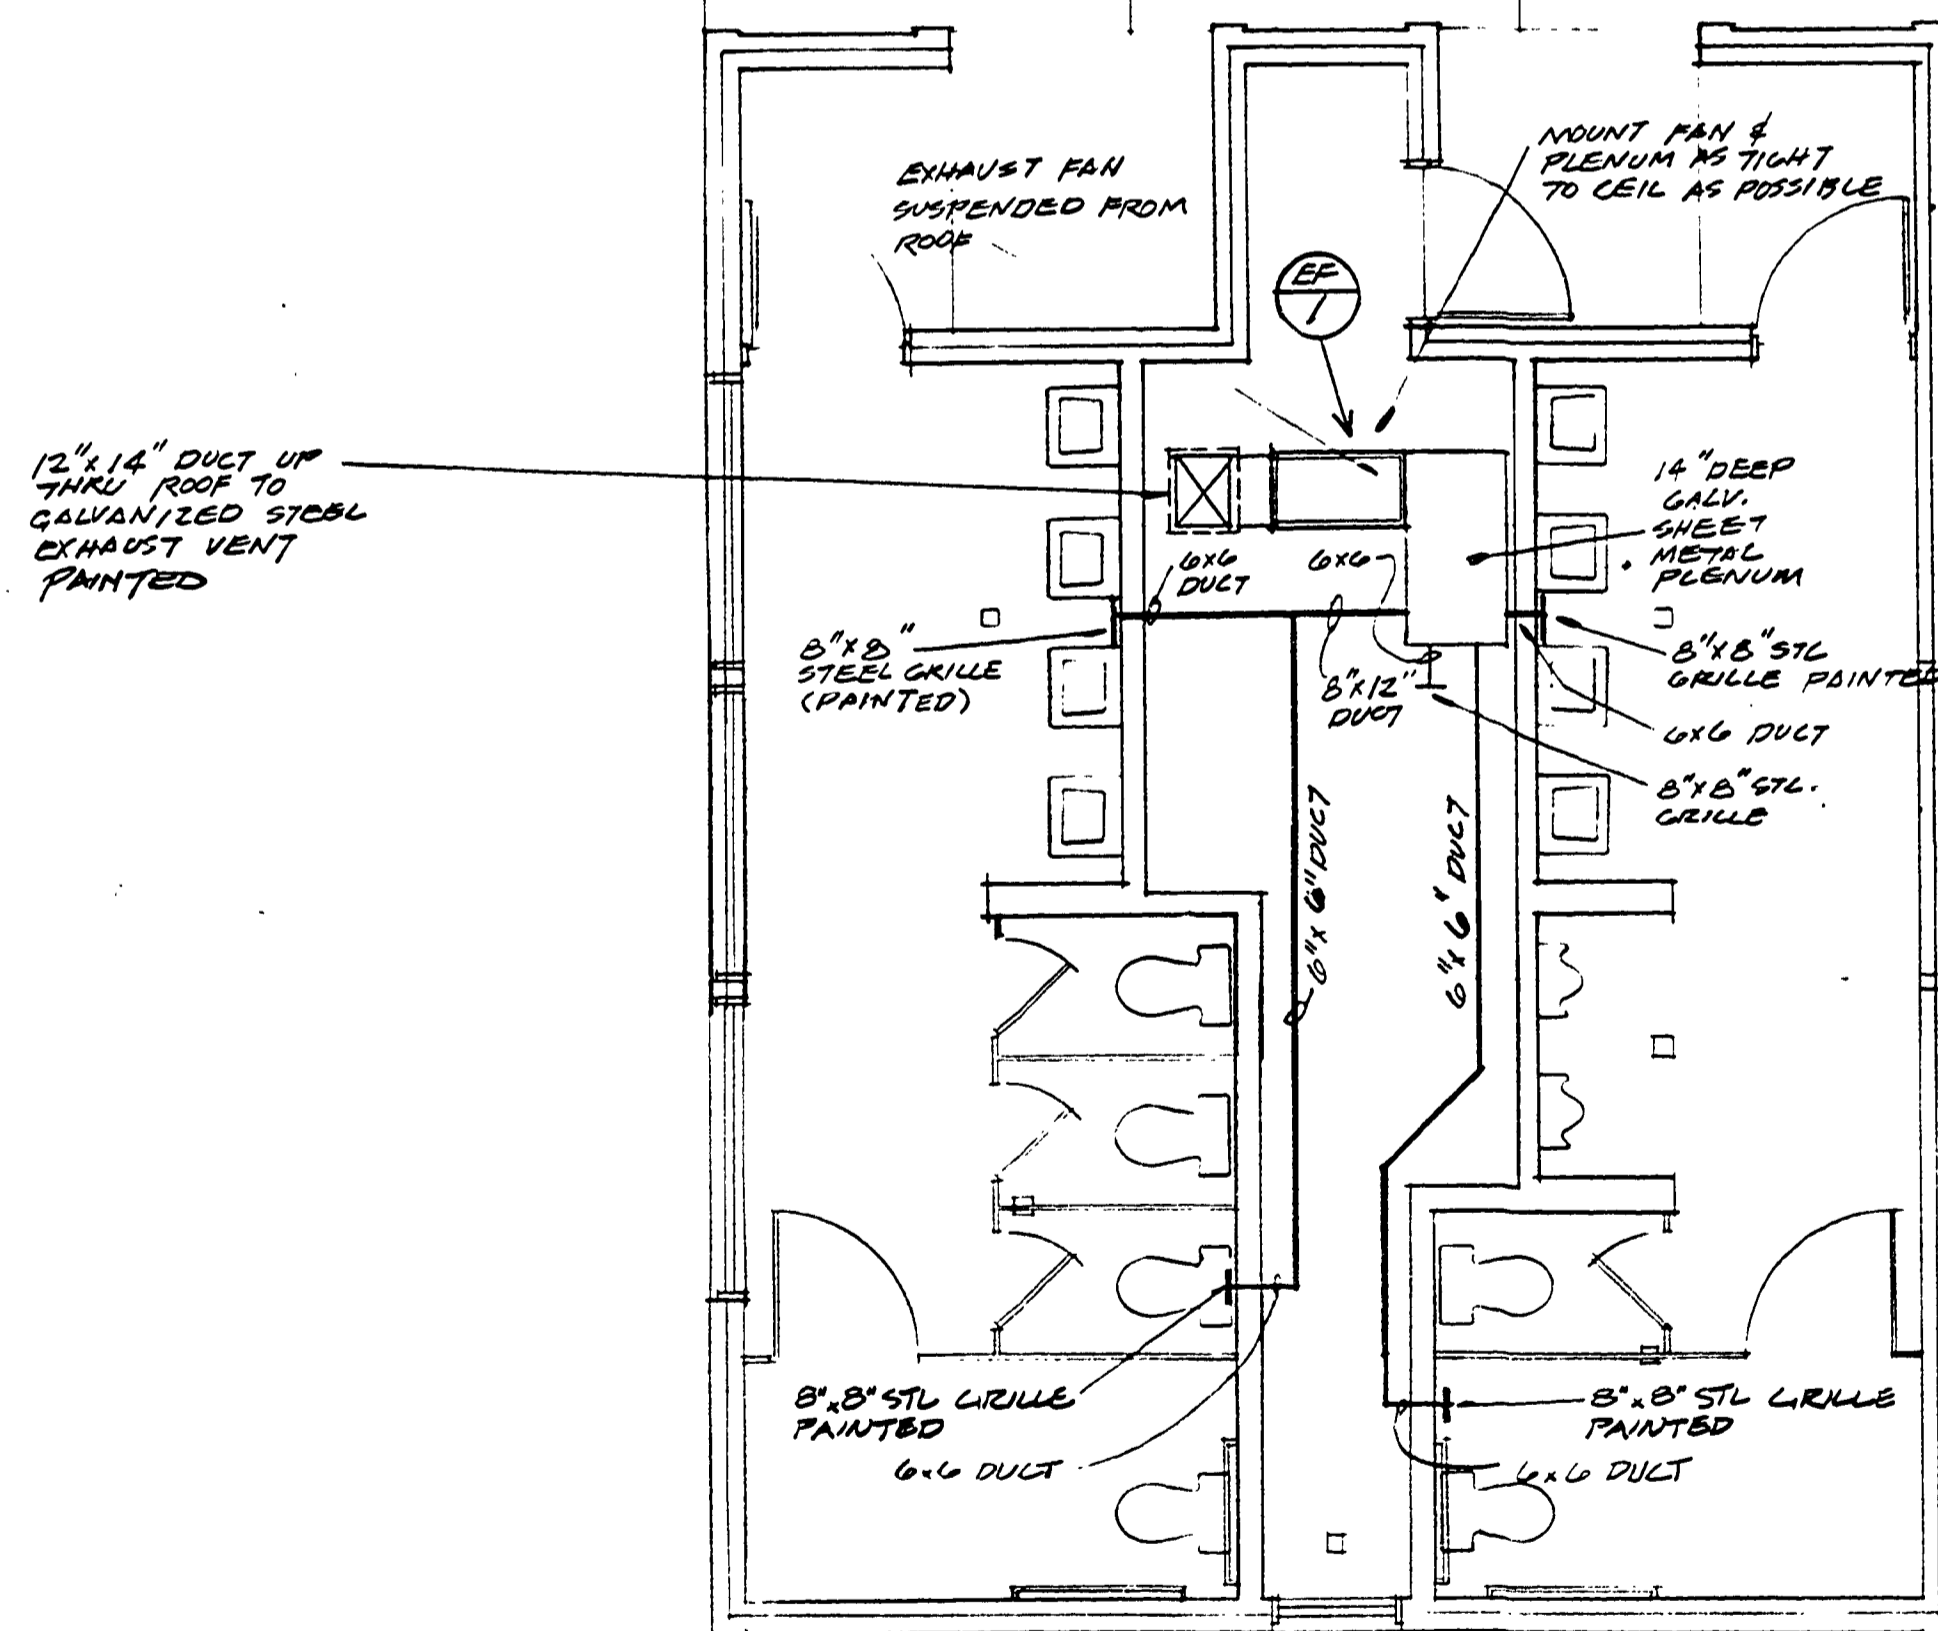 EXHAUST FAN
SUSPENDED FROM
ROOF
MOUNT FAN &
PLENUM AS TIGHT
TO CEIL AS POSSIBLE
EF
1
12"x14" DUCT UP
THRU ROOF TO
GALVANIZED STEEL
EXHAUST VENT
PAINTED
14" DEEP
GALV.
SHEET
METAL
PLENUM
6x6
DUCT
6x6
8"x8"
STEEL GRILLE
(PAINTED)
8"x12"
DUCT
8"x8" STL
GRILLE PAINTED
6x6 DUCT
8"x8" STL.
GRILLE
6"x6" DUCT
6"x6" DUCT
8"x8" STL GRILLE
PAINTED
6x6 DUCT
8"x8" STL GRILLE
PAINTED
6x6 DUCT